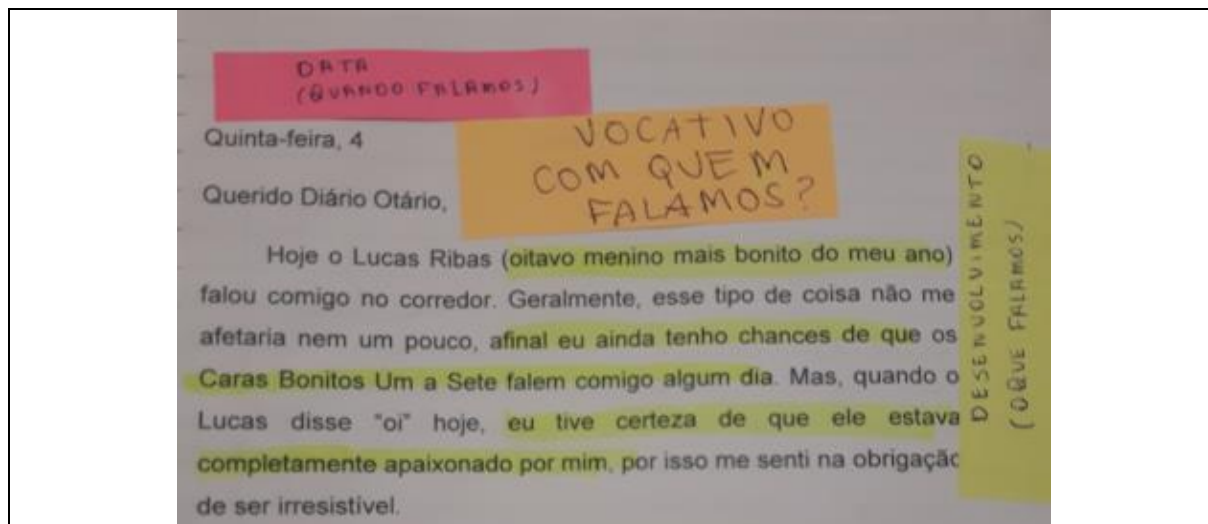 DATA
(QUANDO FALAMOS)
Quinta-feira, 4
VOCATIVO
COM QUEM
FALAMOS?
Querido Diário Otário,
Hoje o Lucas Ribas (oitavo menino mais bonito do meu ano)
falou comigo no corredor. Geralmente, esse tipo de coisa não me
afetaria nem um pouco, afinal eu ainda tenho chances de que os
Caras Bonitos Um a Sete falem comigo algum dia. Mas, quando o
Lucas disse "oi" hoje, eu tive certeza de que ele estava
completamente apaixonado por mim, por isso me senti na obrigação
de ser irresistível.
DESENVOLVIMENTO
(OQUE FALAMOS)